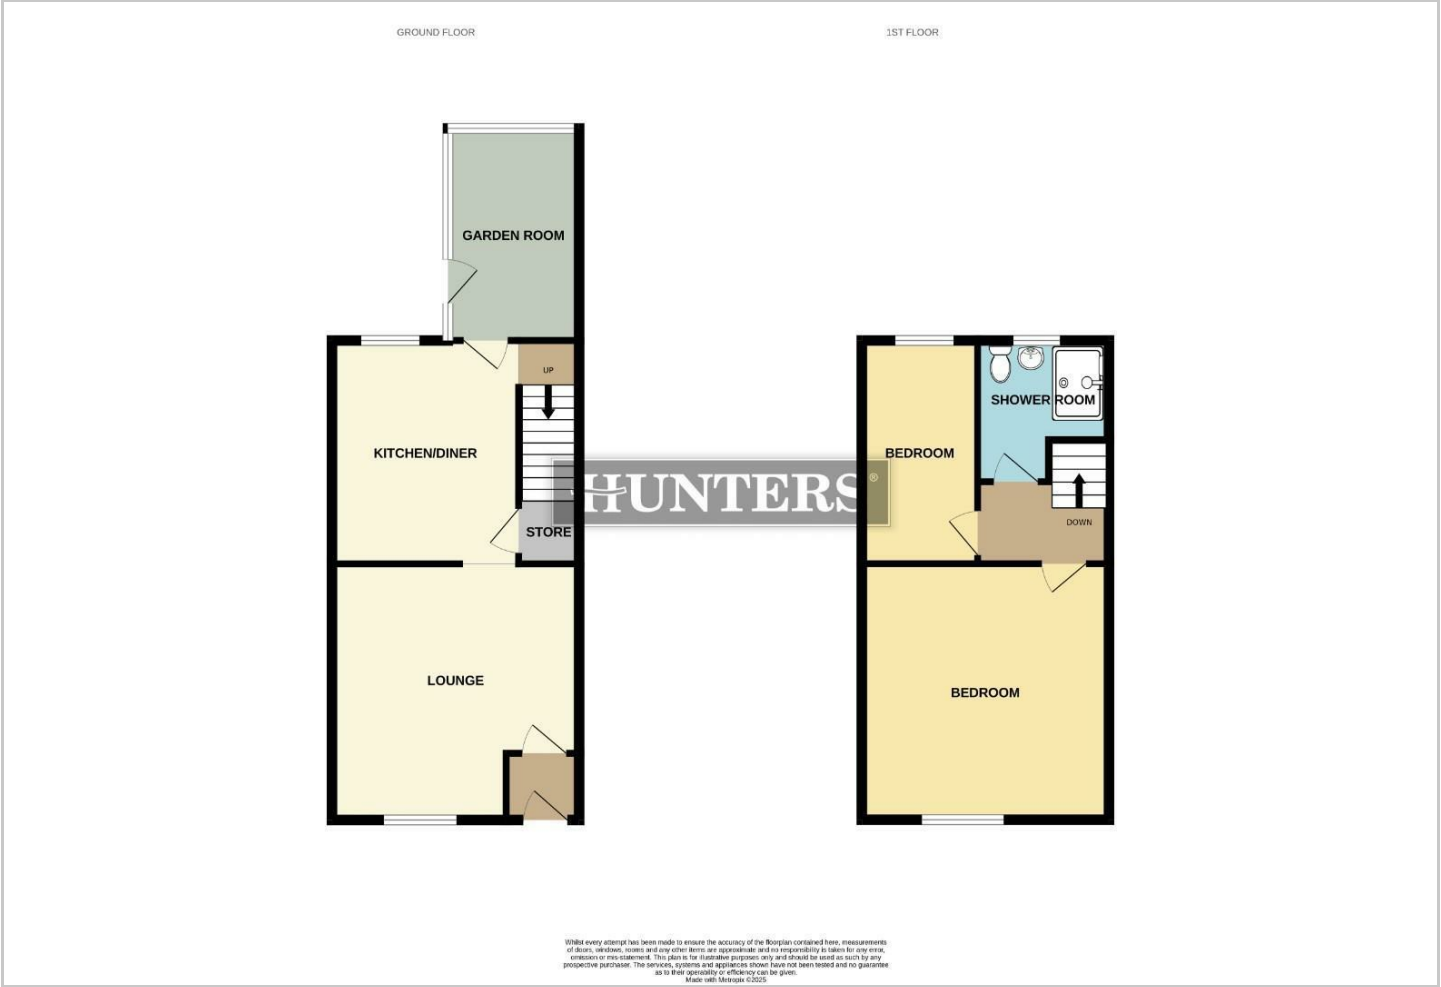 GROUND FLOOR
1ST FLOOR
GARDEN ROOM
UP
KITCHEN/DINER
STORE
LOUNGE
HUNTERS®
SHOWER ROOM
BEDROOM
DOWN
BEDROOM
Whilst every attempt has been made to ensure the accuracy of the floorplan contained here, measurements
of doors, windows, rooms and any other items are approximate and no responsibility is taken for any error,
omission or mis-statement. This plan is for illustrative purposes only and should be used as such by any
prospective purchaser. The services, systems and appliances shown have not been tested and no guarantee
as to their operability or efficiency can be given.
Made with Metropix ©2025